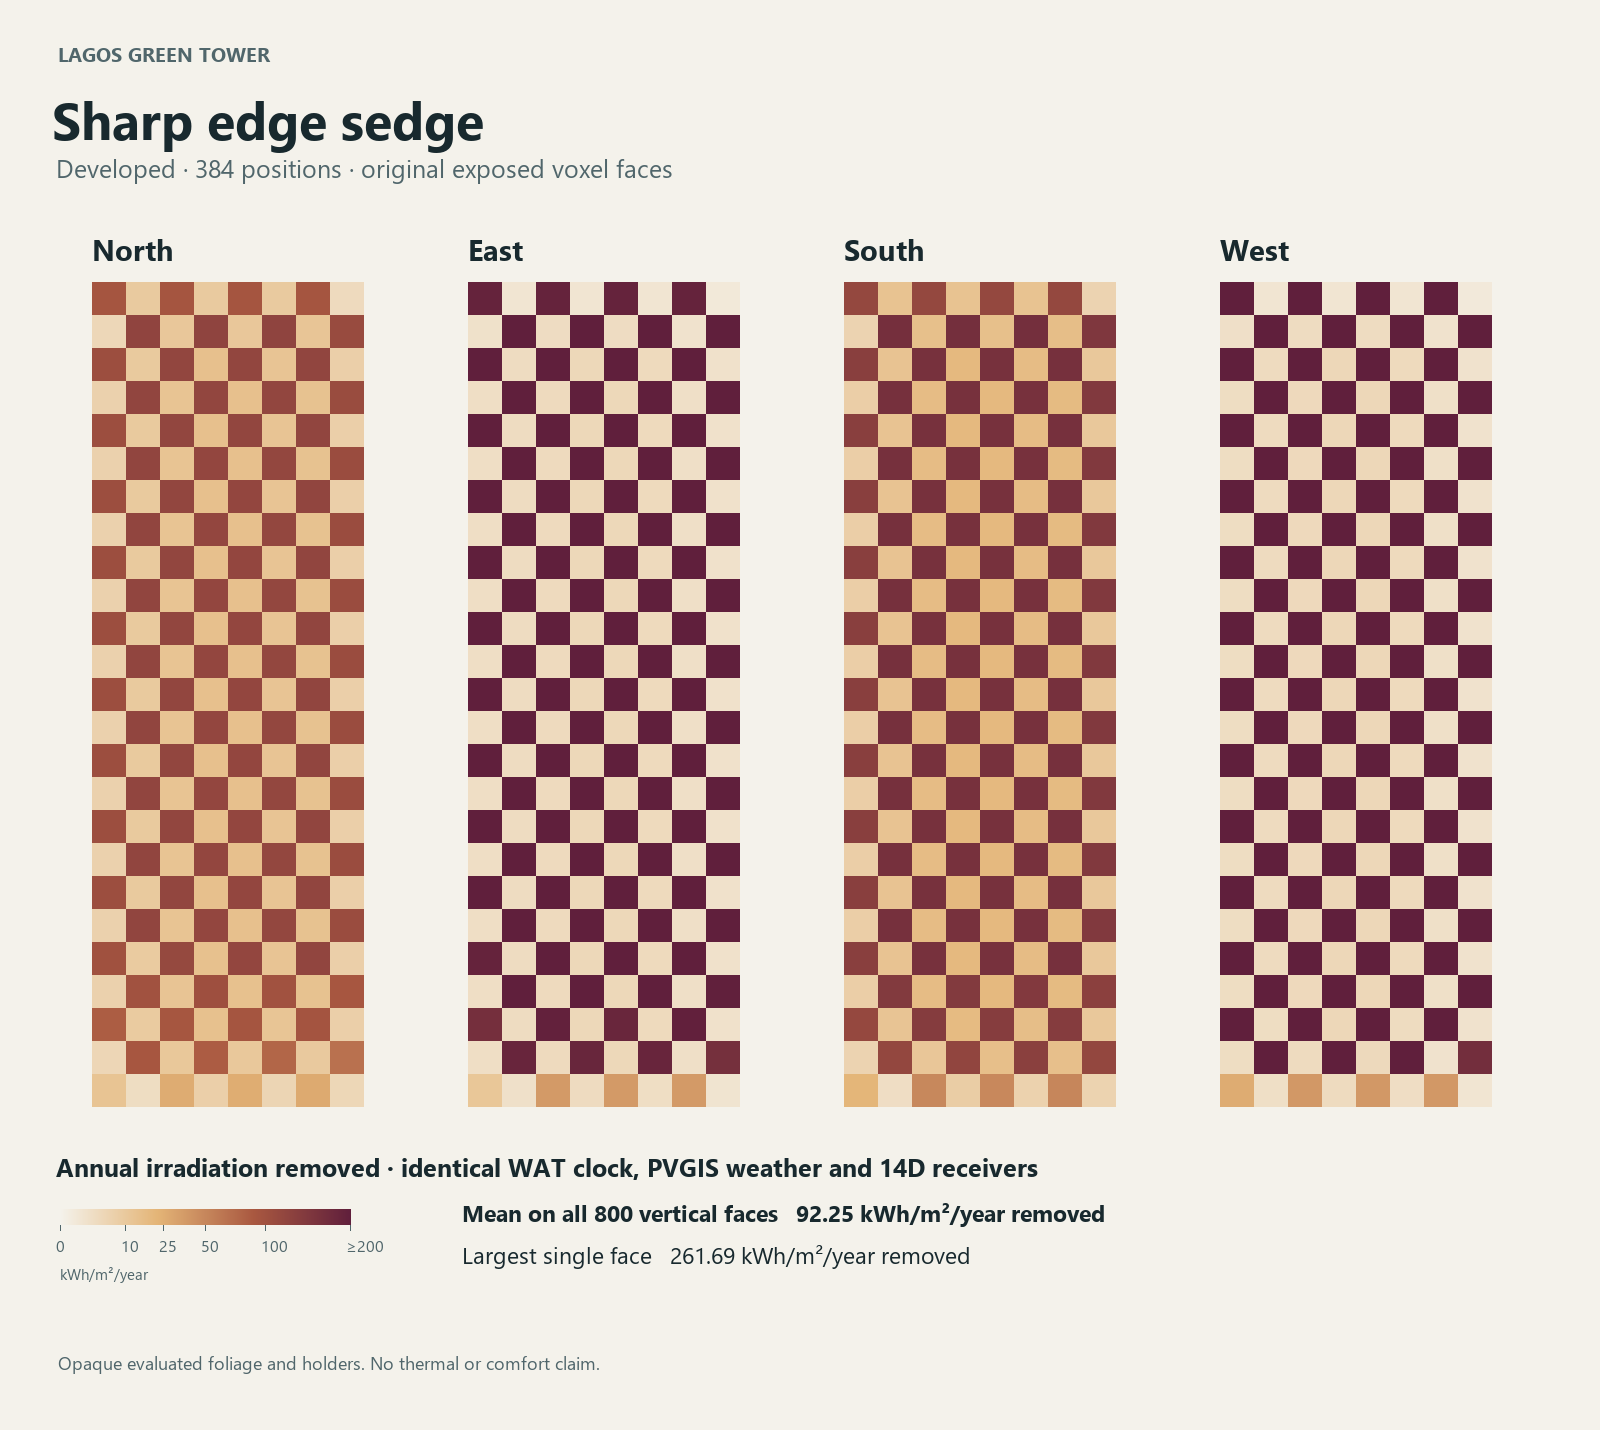 LAGOS GREEN TOWER
Sharp edge sedge
Developed · 384 positions · original exposed voxel faces
North East South West
Annual irradiation removed · identical WAT clock, PVGIS weather and 14D receivers
Mean on all 800 vertical faces 92.25 kWh/m²/year removed
0 10 25 50 100 ≥200
Largest single face 261.69 kWh/m²/year removed
kWh/m²/year
Opaque evaluated foliage and holders. No thermal or comfort claim.